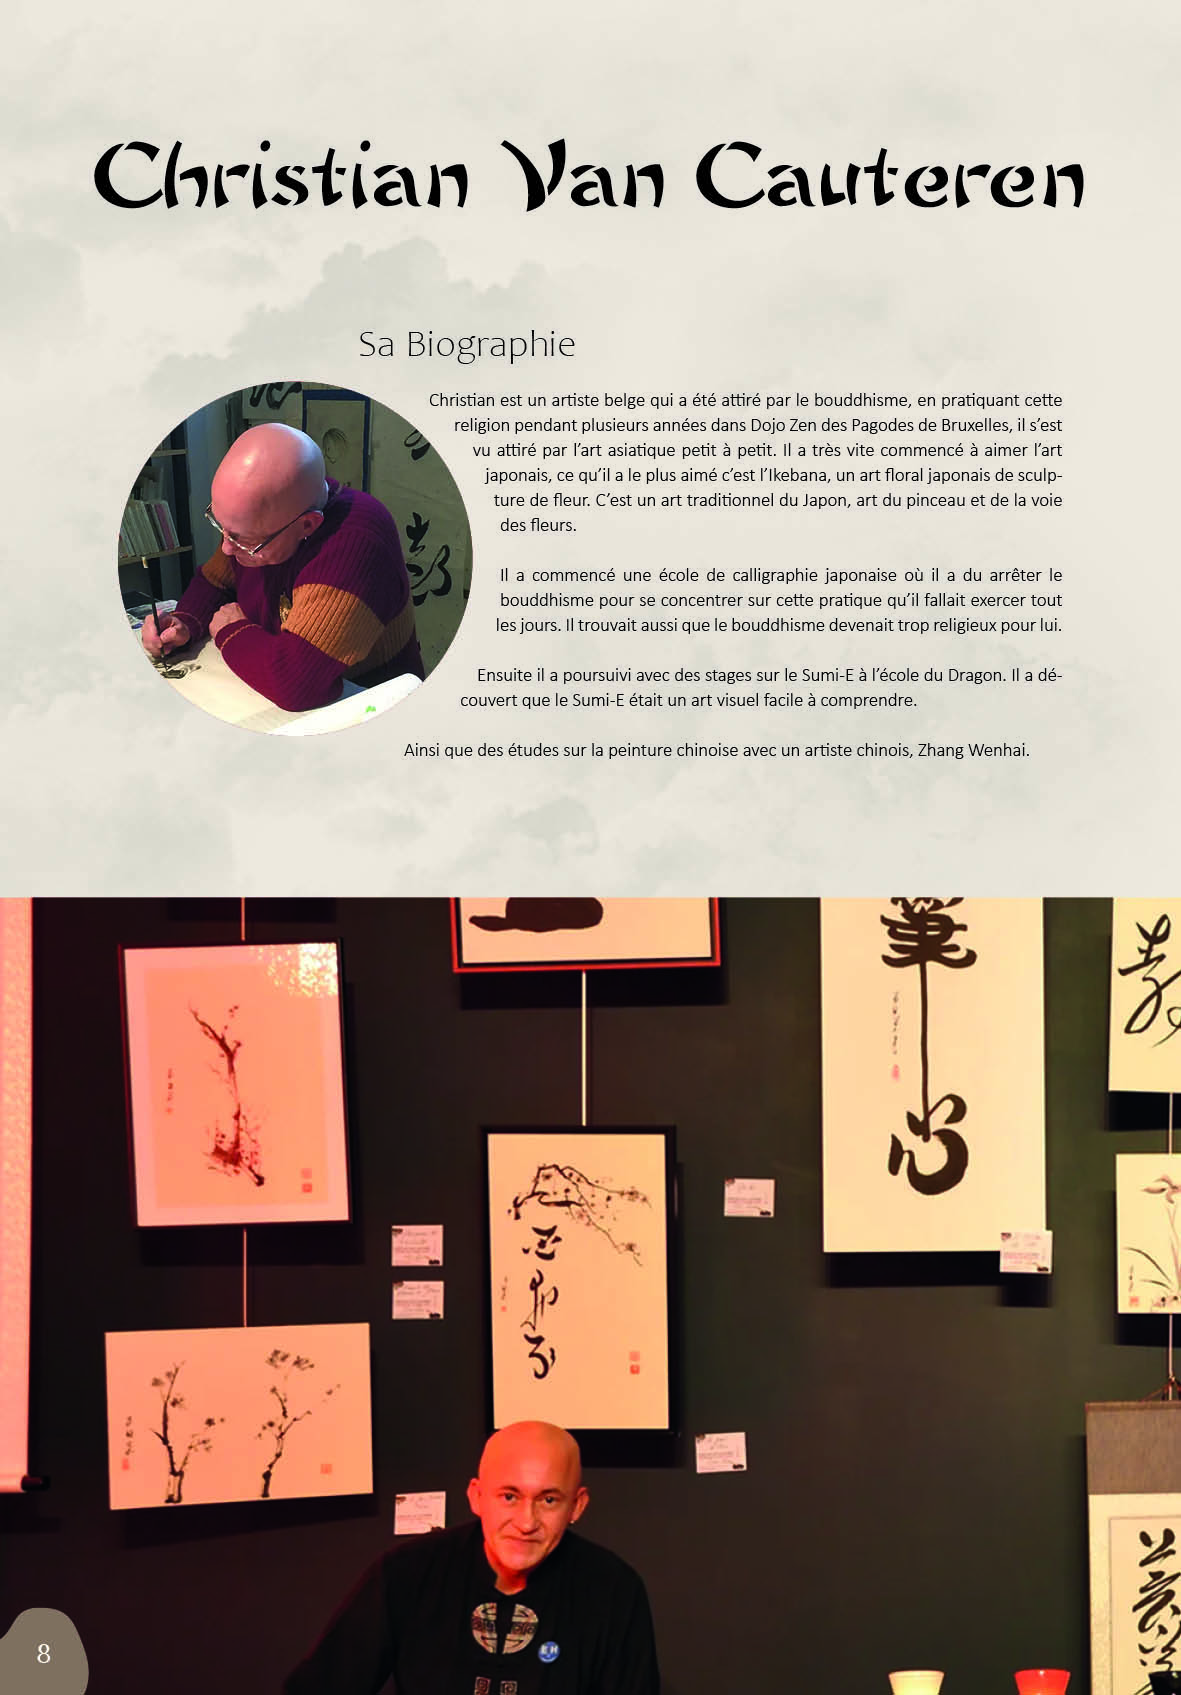 Christian Van Cauteren
Sa Biographie
Christian est un artiste belge qui a été attiré par le bouddhisme, en pratiquant cette
religion pendant plusieurs années dans Dojo Zen des Pagodes de Bruxelles, il s’est
vu attiré par l’art asiatique petit à petit. Il a très vite commencé à aimer l’art
japonais, ce qu’il a le plus aimé c’est l’Ikebana, un art floral japonais de sculp-
ture de fleur. C’est un art traditionnel du Japon, art du pinceau et de la voie
des fleurs.
Il a commencé une école de calligraphie japonaise où il a du arrêter le
bouddhisme pour se concentrer sur cette pratique qu’il fallait exercer tout
les jours. Il trouvait aussi que le bouddhisme devenait trop religieux pour lui.
Ensuite il a poursuivi avec des stages sur le Sumi-E à l’école du Dragon. Il a dé-
couvert que le Sumi-E était un art visuel facile à comprendre.
Ainsi que des études sur la peinture chinoise avec un artiste chinois, Zhang Wenhai.
筆
心
EH
8